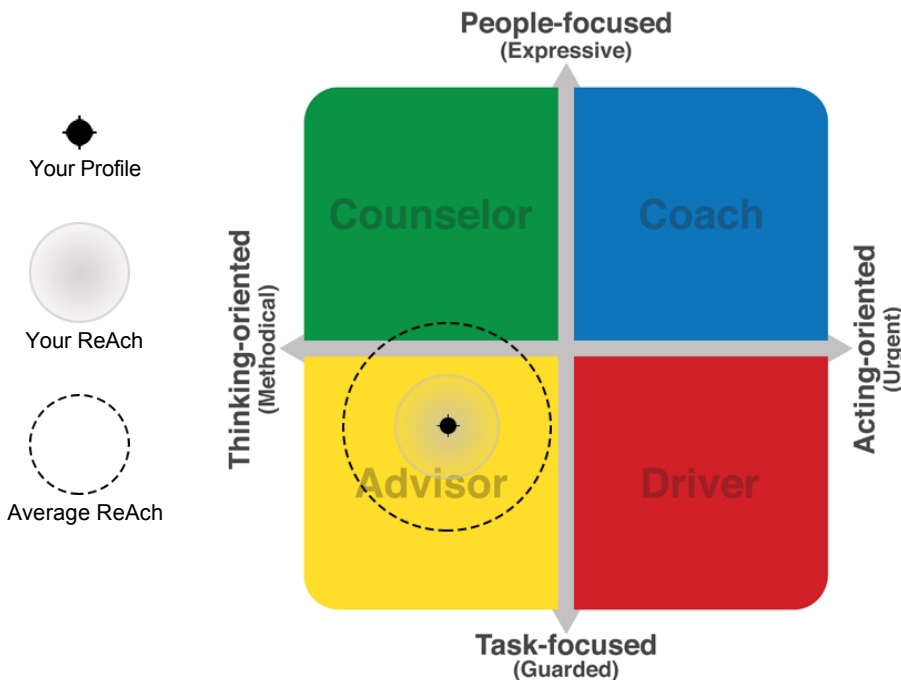 People-focused
(Expressive)
Your Profile
Counselor
Coach
Your ReAch
Thinking-oriented
(Methodical)
Acting-oriented
(Urgent)
Advisor
Driver
Average ReAch
Task-focused
(Guarded)